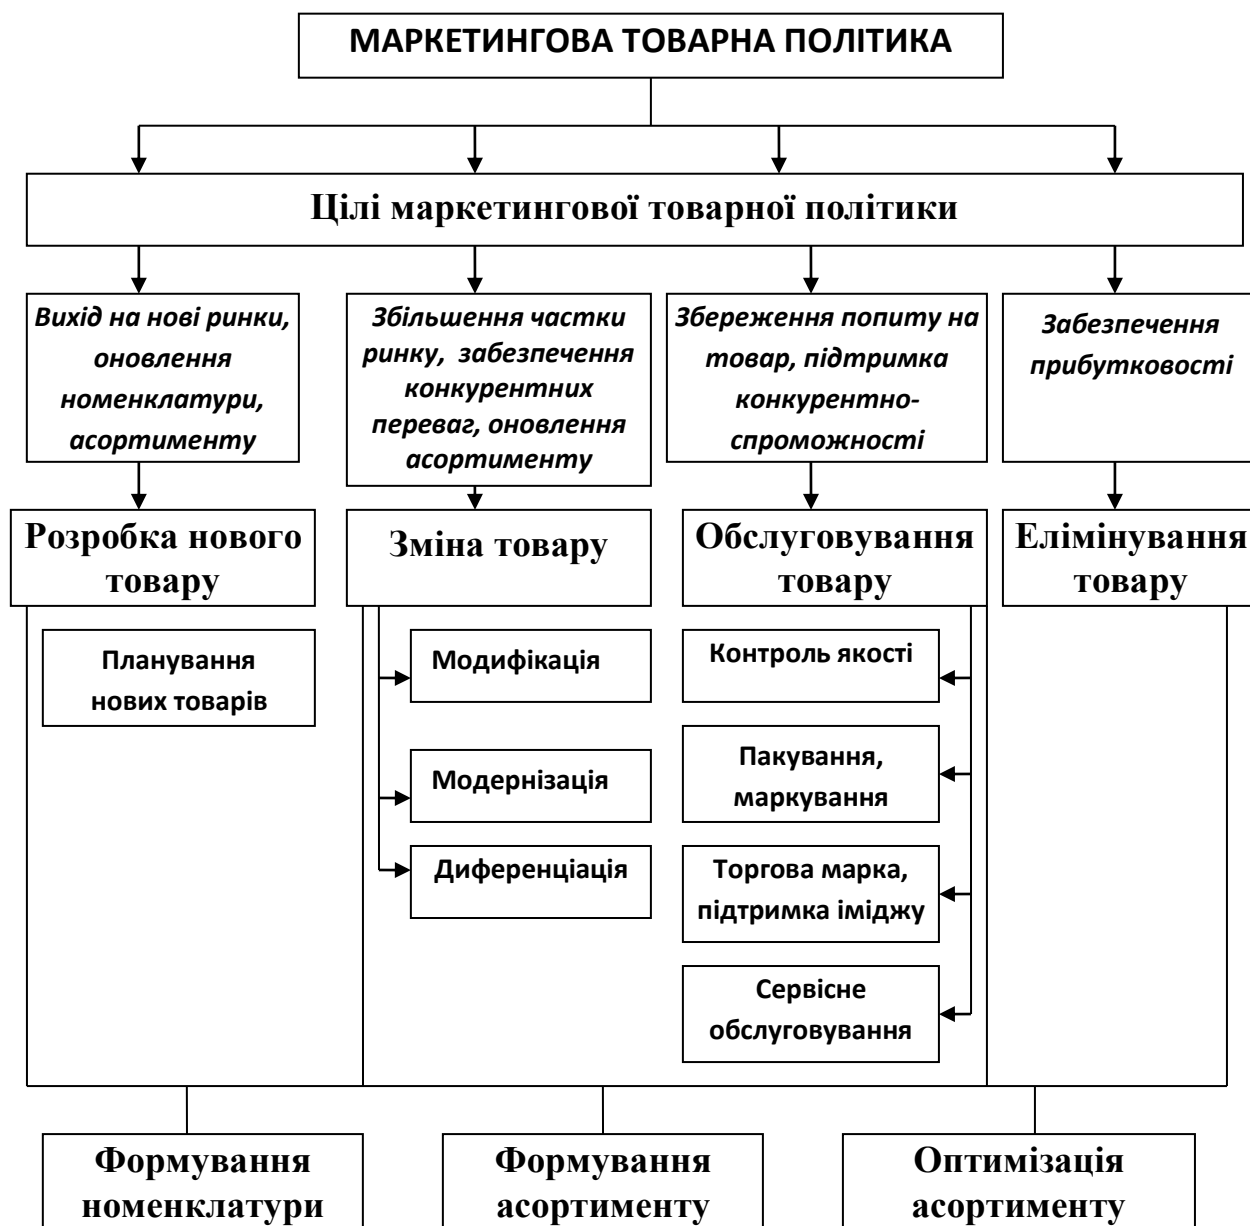 МАРКЕТИНГОВА ТОВАРНА ПОЛІТИКА
Цілі маркетингової товарної політики
Вихід на нові ринки,
оновлення
номенклатури,
асортименту
Збільшення частки
ринку, забезпечення
конкурентних
переваг, оновлення
асортименту
Збереження попиту на
товар, підтримка
конкурентно-
спроможності
Забезпечення
прибутковості
Розробка нового
товару
Зміна товару
Обслуговування
товару
Елімінування
товару
Планування
нових товарів
Модифікація
Модернізація
Диференціація
Контроль якості
Пакування,
маркування
Торгова марка,
підтримка іміджу
Сервісне
обслуговування
Формування
номенклатури
Формування
асортименту
Оптимізація
асортименту